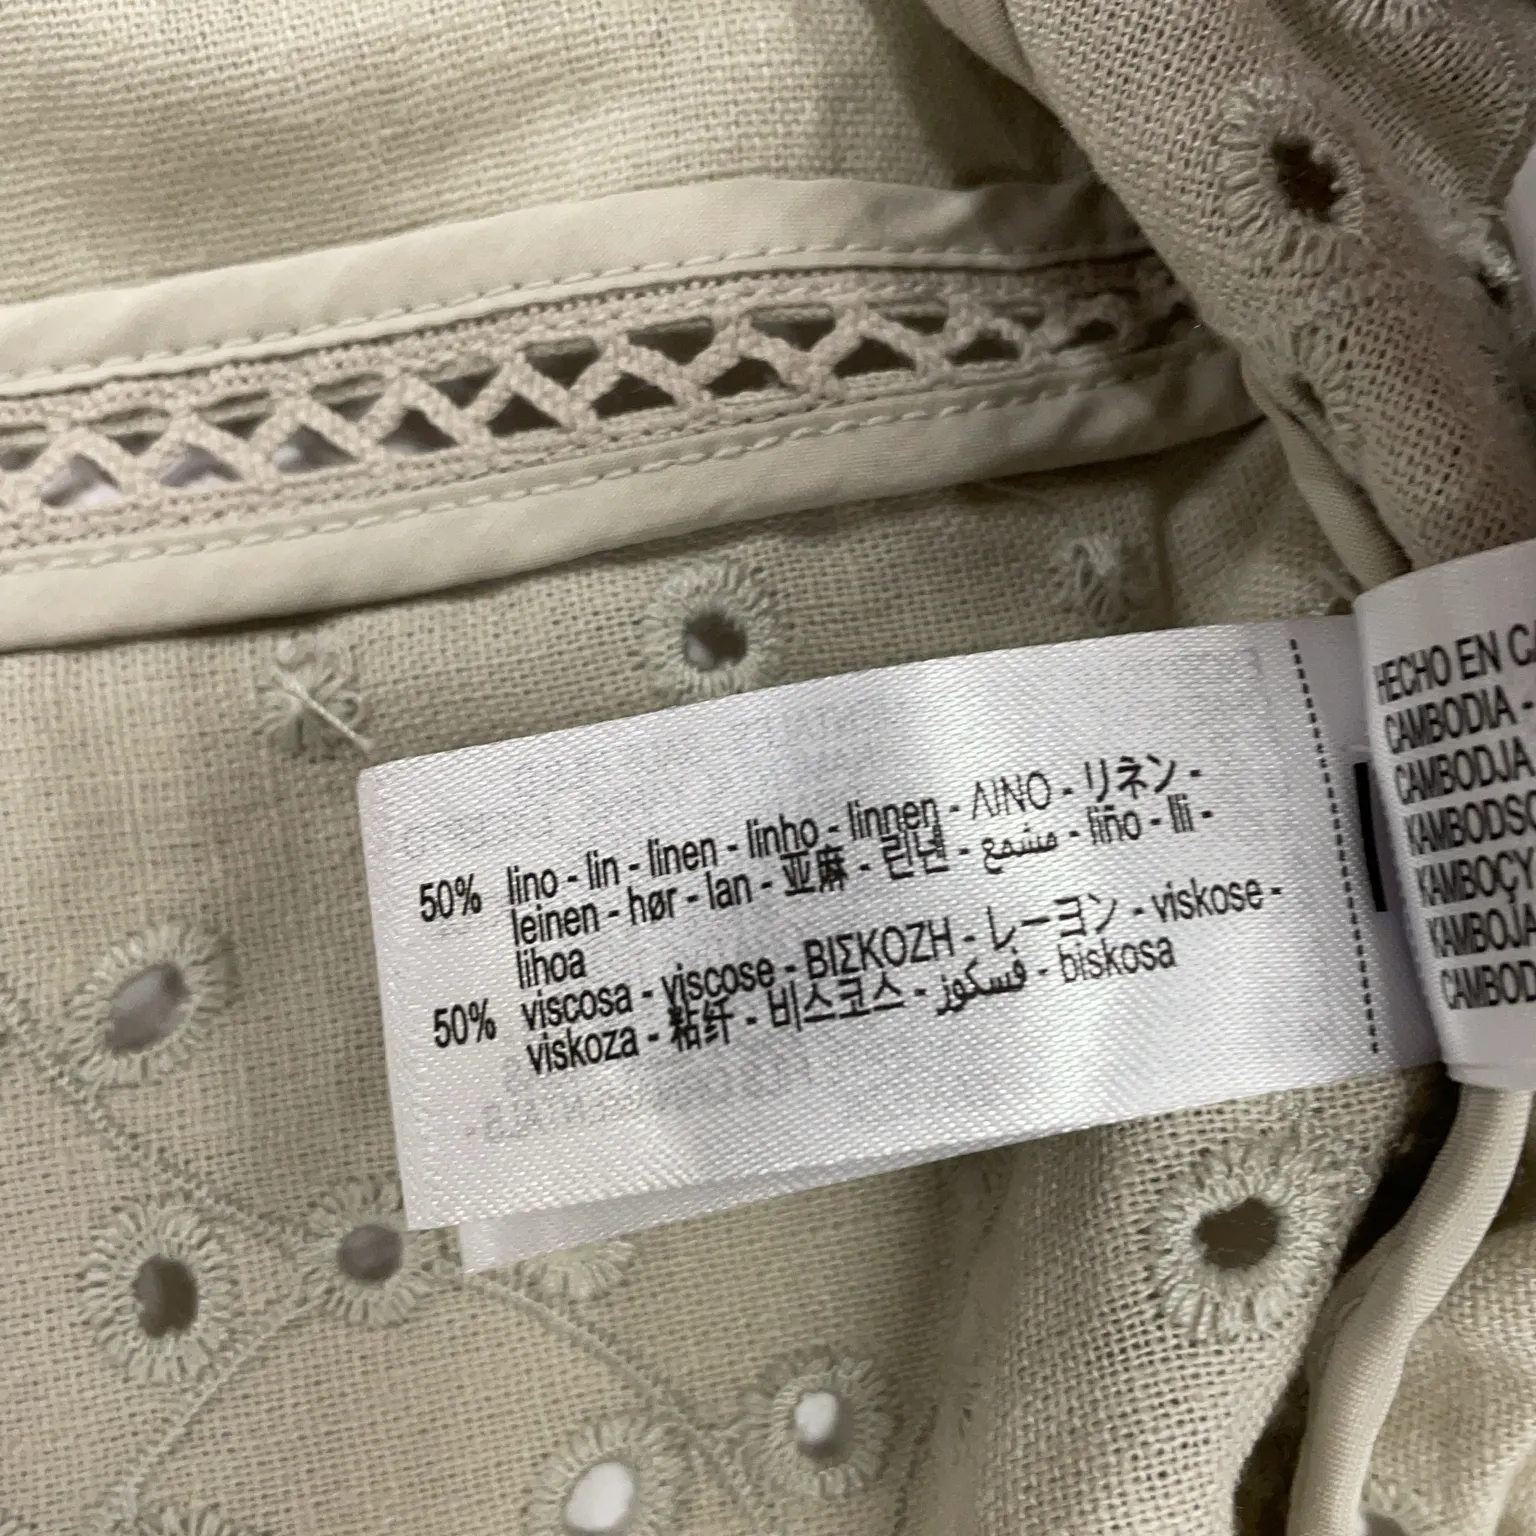 50% lino - lin - linen - linho - linnen - ΛINO - リネン -
leinen - hør - lan - 亚麻 - 린넨 - مشمع - liño - lli -
lihoa
50% viscosa - viscose - ΒΙΣΚΟΖΗ - レーヨン - viskose -
viskoza - 粘纤 - 비스코스 - فسكوز - biskosa
HECHO EN
CAMBODIA -
CAMBODJA
KAMBODSC
KAMBOÇY
KAMBOJA
CAMBOD